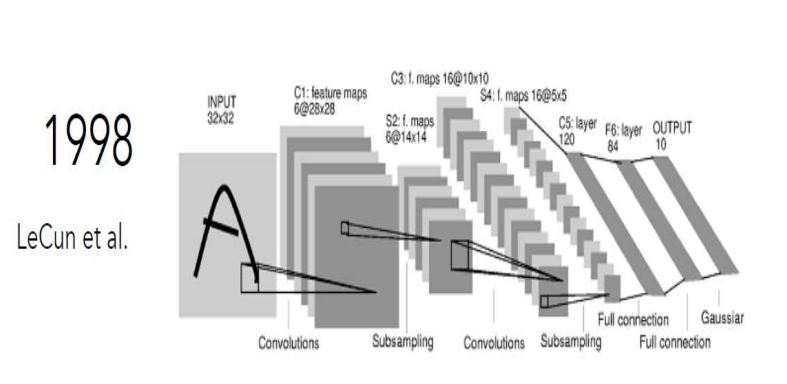 1998
LeCun et al.
INPUT
32x32
C1: feature maps
6@28x28
S2: f. maps
6@14x14
C3: f. maps 16@10x10
S4: f. maps 16@5x5
C5: layer
120
F6: layer
84
OUTPUT
10
A
Convolutions
Subsampling
Convolutions
Subsampling
Full connection
Full connection
Gaussiar